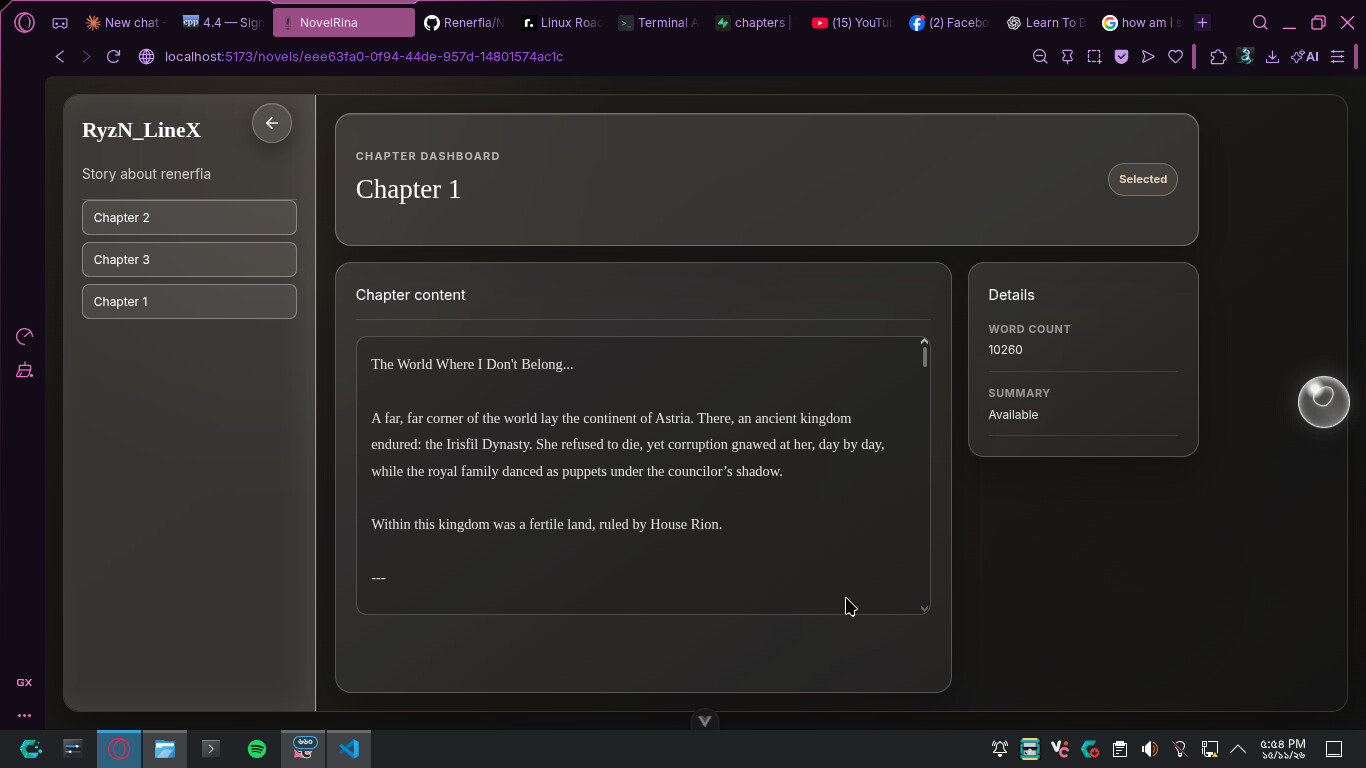 New chat -
4.4 — Sign
NovelRina
Renerfia/N
Linux Road
Terminal A
chapters |
(15) YouTu
(2) Facebo
Learn To B
how am i s
localhost:5173/novels/eee63fa0-0f94-44de-957d-14801574ac1c
AI
RyzN_LineX
Story about renerfia
Chapter 2
Chapter 3
Chapter 1
CHAPTER DASHBOARD
Chapter 1
Selected
Chapter content
The World Where I Don't Belong...
A far, far corner of the world lay the continent of Astria. There, an ancient kingdom
endured: the Irisfil Dynasty. She refused to die, yet corruption gnawed at her, day by day,
while the royal family danced as puppets under the councilor’s shadow.
Within this kingdom was a fertile land, ruled by House Rion.
---
Details
WORD COUNT
10260
SUMMARY
Available
GX